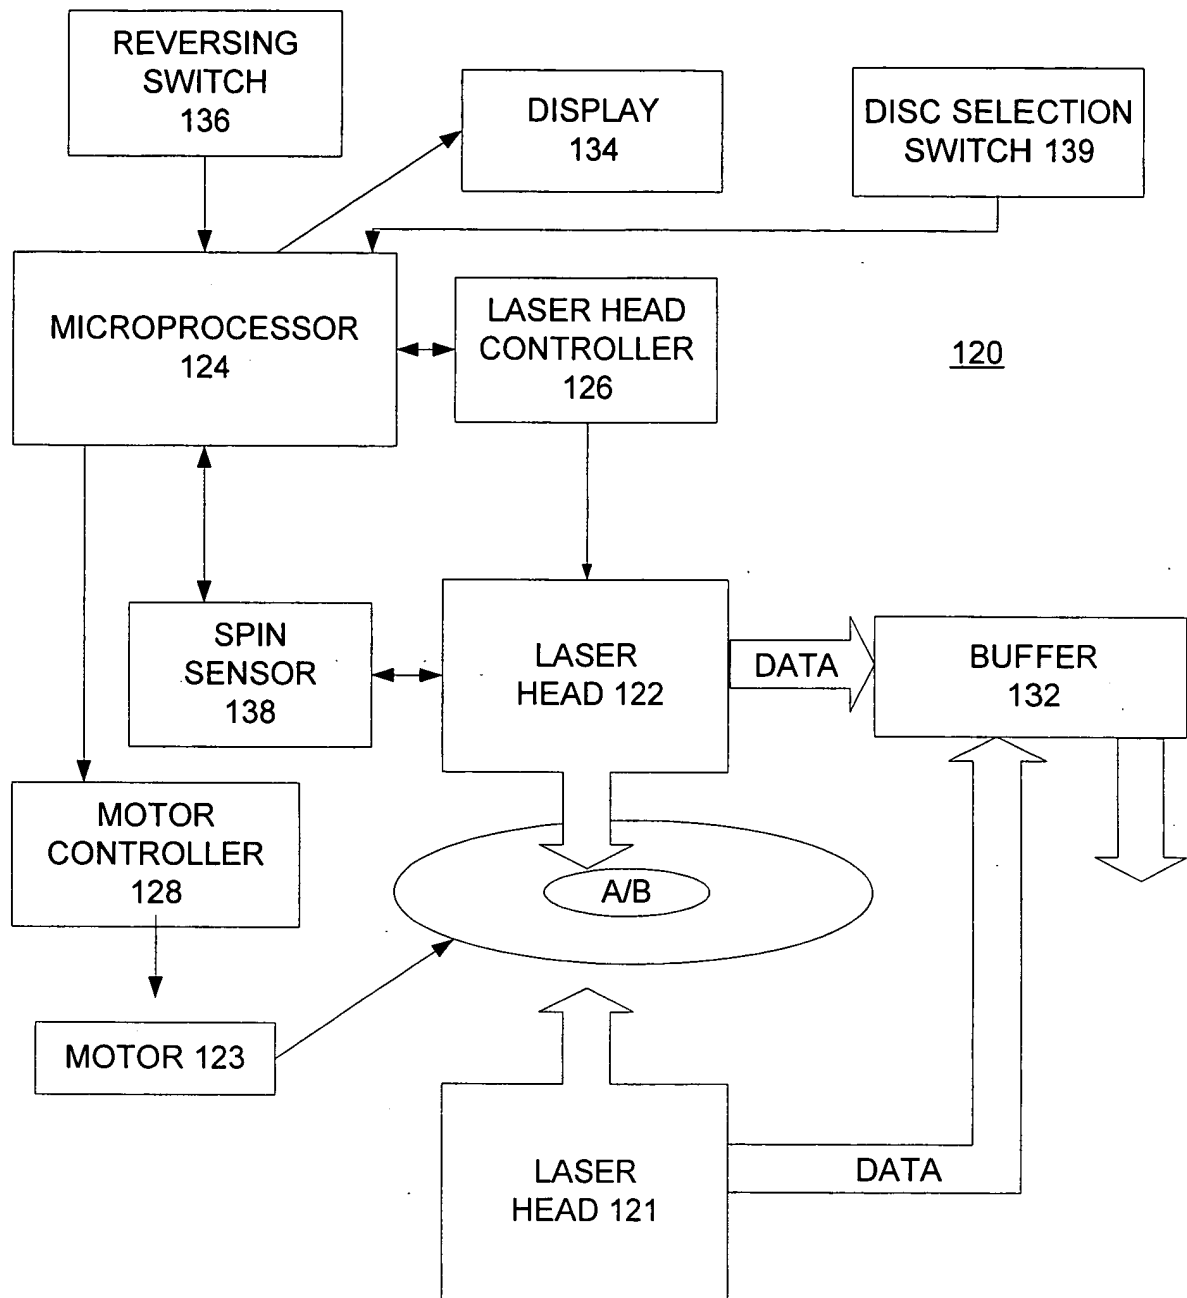 REVERSING
SWITCH
136
DISPLAY
134
DISC SELECTION
SWITCH 139
MICROPROCESSOR
124
LASER HEAD
CONTROLLER
126
120
SPIN
SENSOR
138
LASER
HEAD 122
DATA
BUFFER
132
MOTOR
CONTROLLER
128
A/B
MOTOR 123
LASER
HEAD 121
DATA